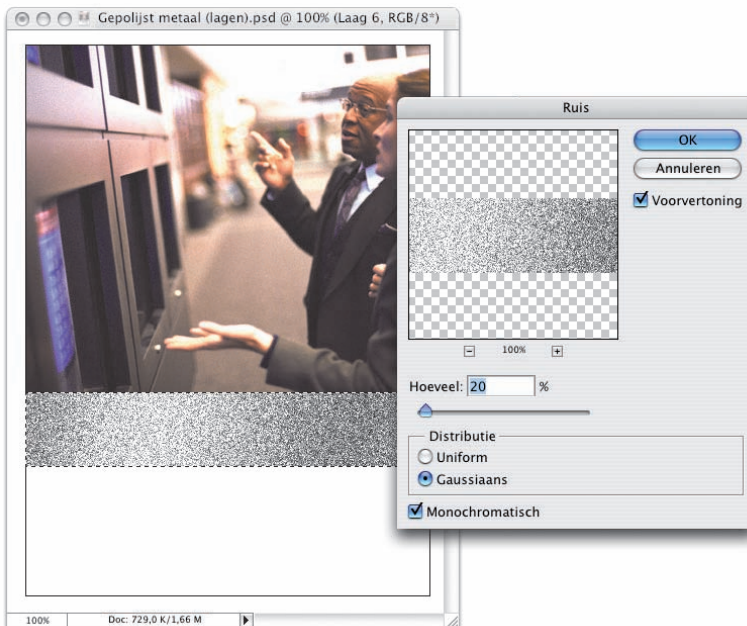 Gepolijst metaal (lagen).psd @ 100% (Laag 6, RGB/8*)
Ruis
OK
Annuleren
Voorvertoning
100%
Hoeveel: 20 %
Distributie
Uniform
Gaussiaans
Monochromatisch
100% Doc: 729,0 K/1,66 M